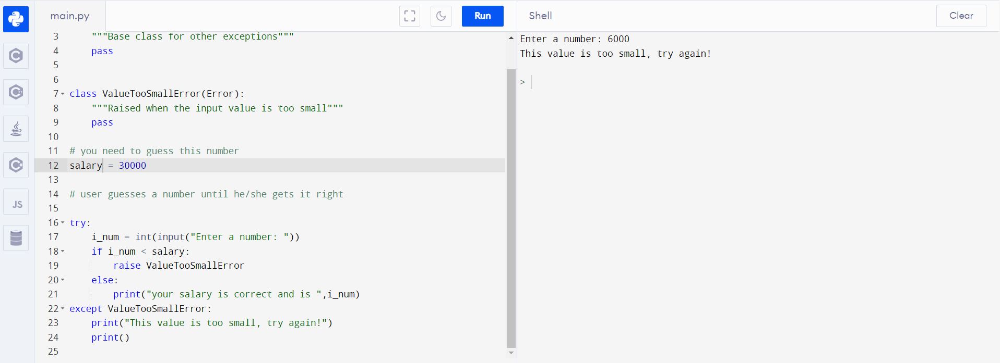 main.py
Run
Shell
Clear
3 """Base class for other exceptions"""
4 pass
5
6
7 class ValueTooSmallError(Error):
8 """Raised when the input value is too small"""
9 pass
10
11 # you need to guess this number
12 salary = 30000
13
14 # user guesses a number until he/she gets it right
15
16 try:
17 i_num = int(input("Enter a number: "))
18 if i_num < salary:
19 raise ValueTooSmallError
20 else:
21 print("your salary is correct and is ",i_num)
22 except ValueTooSmallError:
23 print("This value is too small, try again!")
24 print()
25
Enter a number: 6000
This value is too small, try again!
>
C
C++
C#
JS